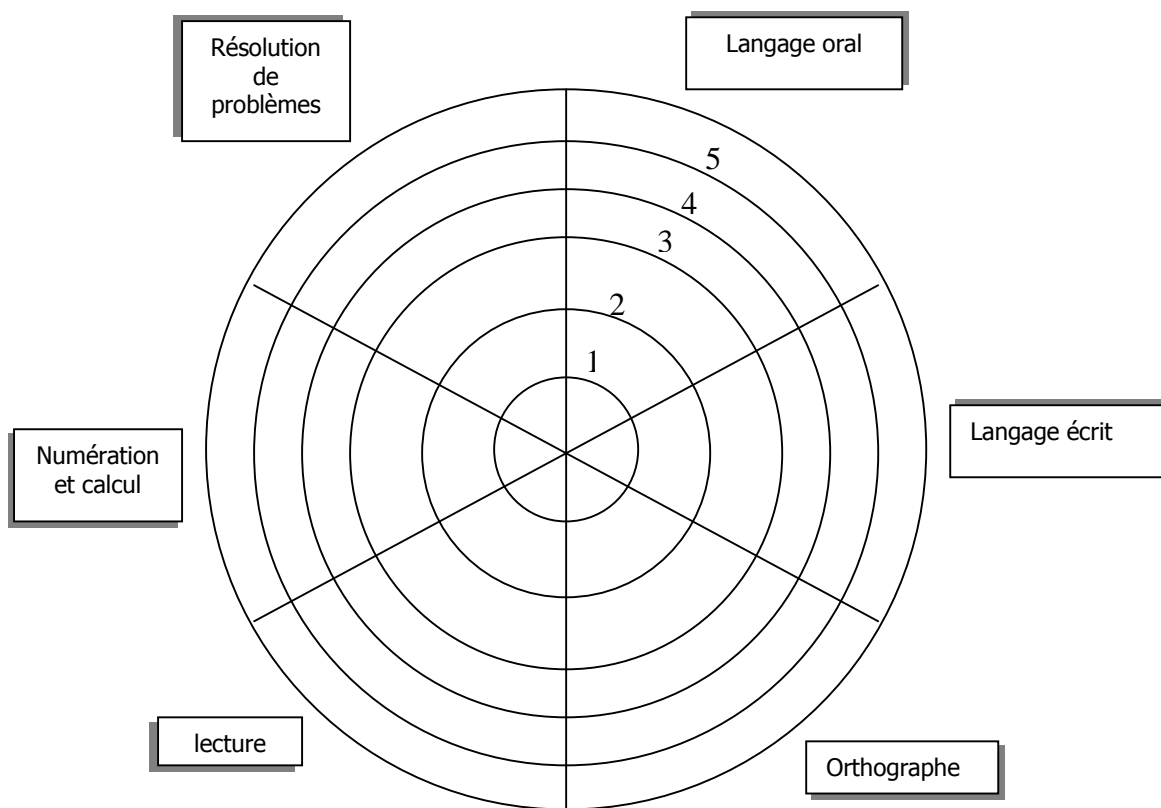 Résolution
de
problèmes
Langage oral
5
4
3
2
1
Numération
et calcul
Langage écrit
lecture
Orthographe